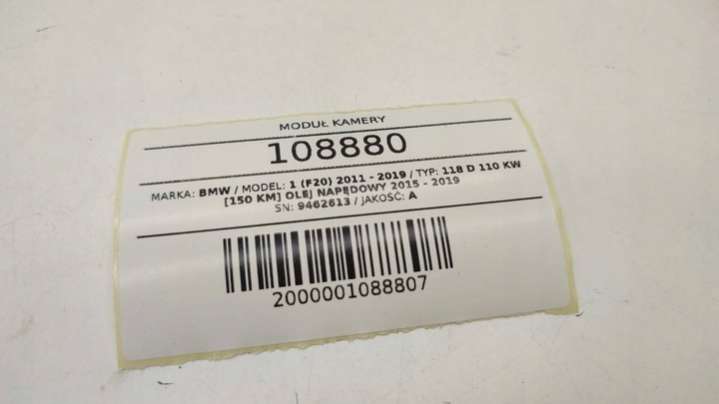 MODUŁ KAMERY
108880
MARKA: BMW / MODEL: 1 (F20) 2011 - 2019 / TYP: 118 D 110 KW
[150 KM] OLEJ NAPĘDOWY 2015 - 2019
SN: 9462613 / JAKOŚĆ: A
2000001088807